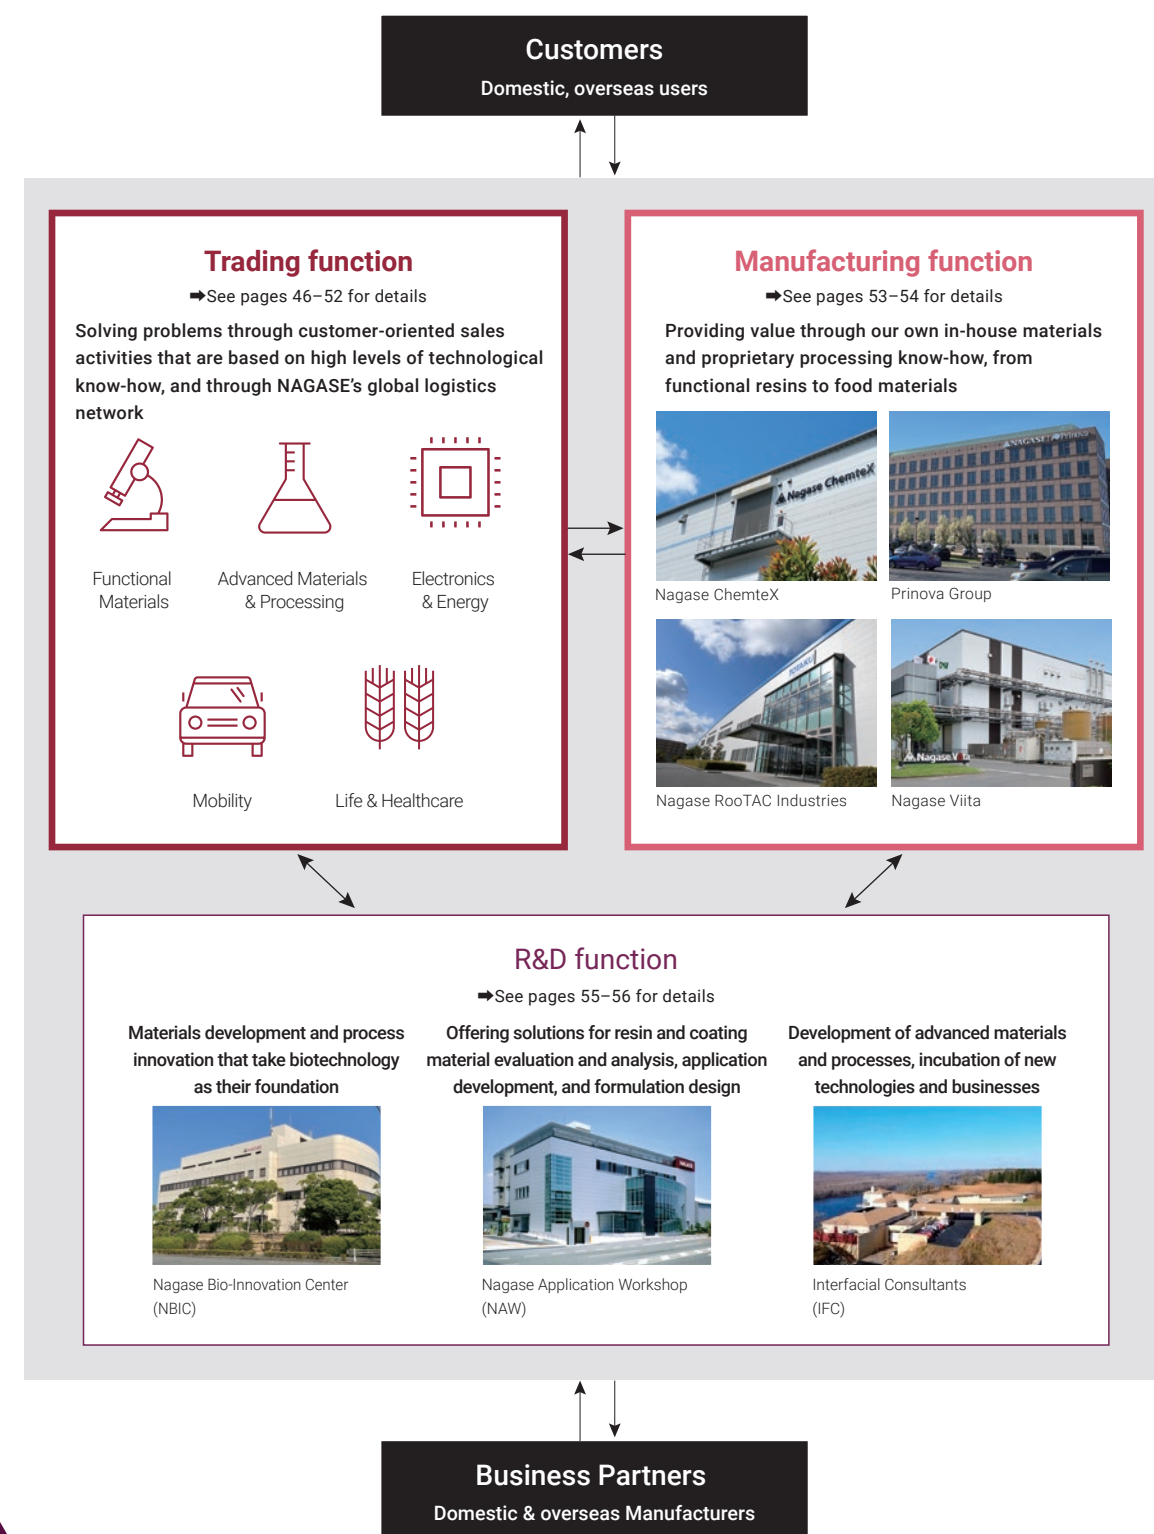 Customers
Domestic, overseas users
Trading function
➡See pages 46–52 for details
Solving problems through customer-oriented sales
activities that are based on high levels of technological
know-how, and through NAGASE’s global logistics
network
Functional
Materials
Advanced Materials
& Processing
Electronics
& Energy
Mobility
Life & Healthcare
Manufacturing function
➡See pages 53–54 for details
Providing value through our own in-house materials
and proprietary processing know-how, from
functional resins to food materials
Nagase ChemteX
NAGASE
Nagase ChemteX
Prinova Group
TOTAKU
Nagase Viita
Nagase RooTAC Industries
Nagase Viita
R&D function
➡See pages 55–56 for details
Materials development and process
innovation that take biotechnology
as their foundation
Offering solutions for resin and coating
material evaluation and analysis, application
development, and formulation design
Development of advanced materials
and processes, incubation of new
technologies and businesses
NAGASE
Nagase Bio-Innovation Center
(NBIC)
Nagase Application Workshop
(NAW)
Interfacial Consultants
(IFC)
Business Partners
Domestic & overseas Manufacturers